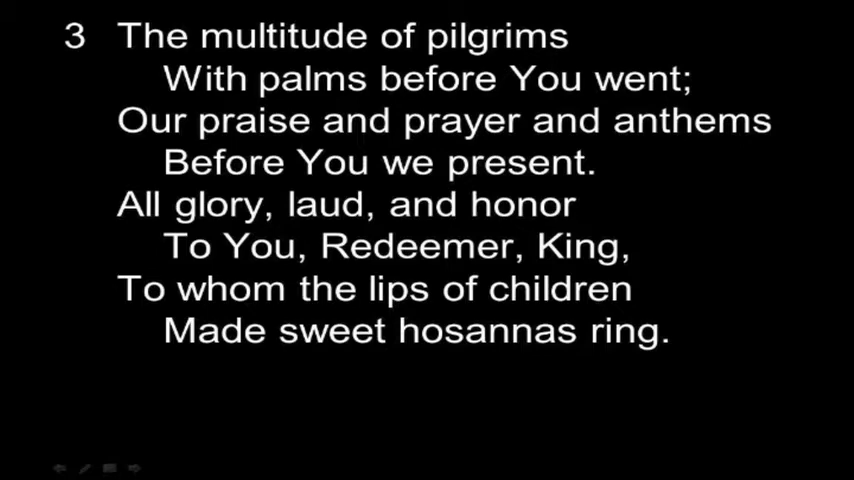 3 The multitude of pilgrims
With palms before You went;
Our praise and prayer and anthems
Before You we present.
All glory, laud, and honor
To You, Redeemer, King,
To whom the lips of children
Made sweet hosannas ring.